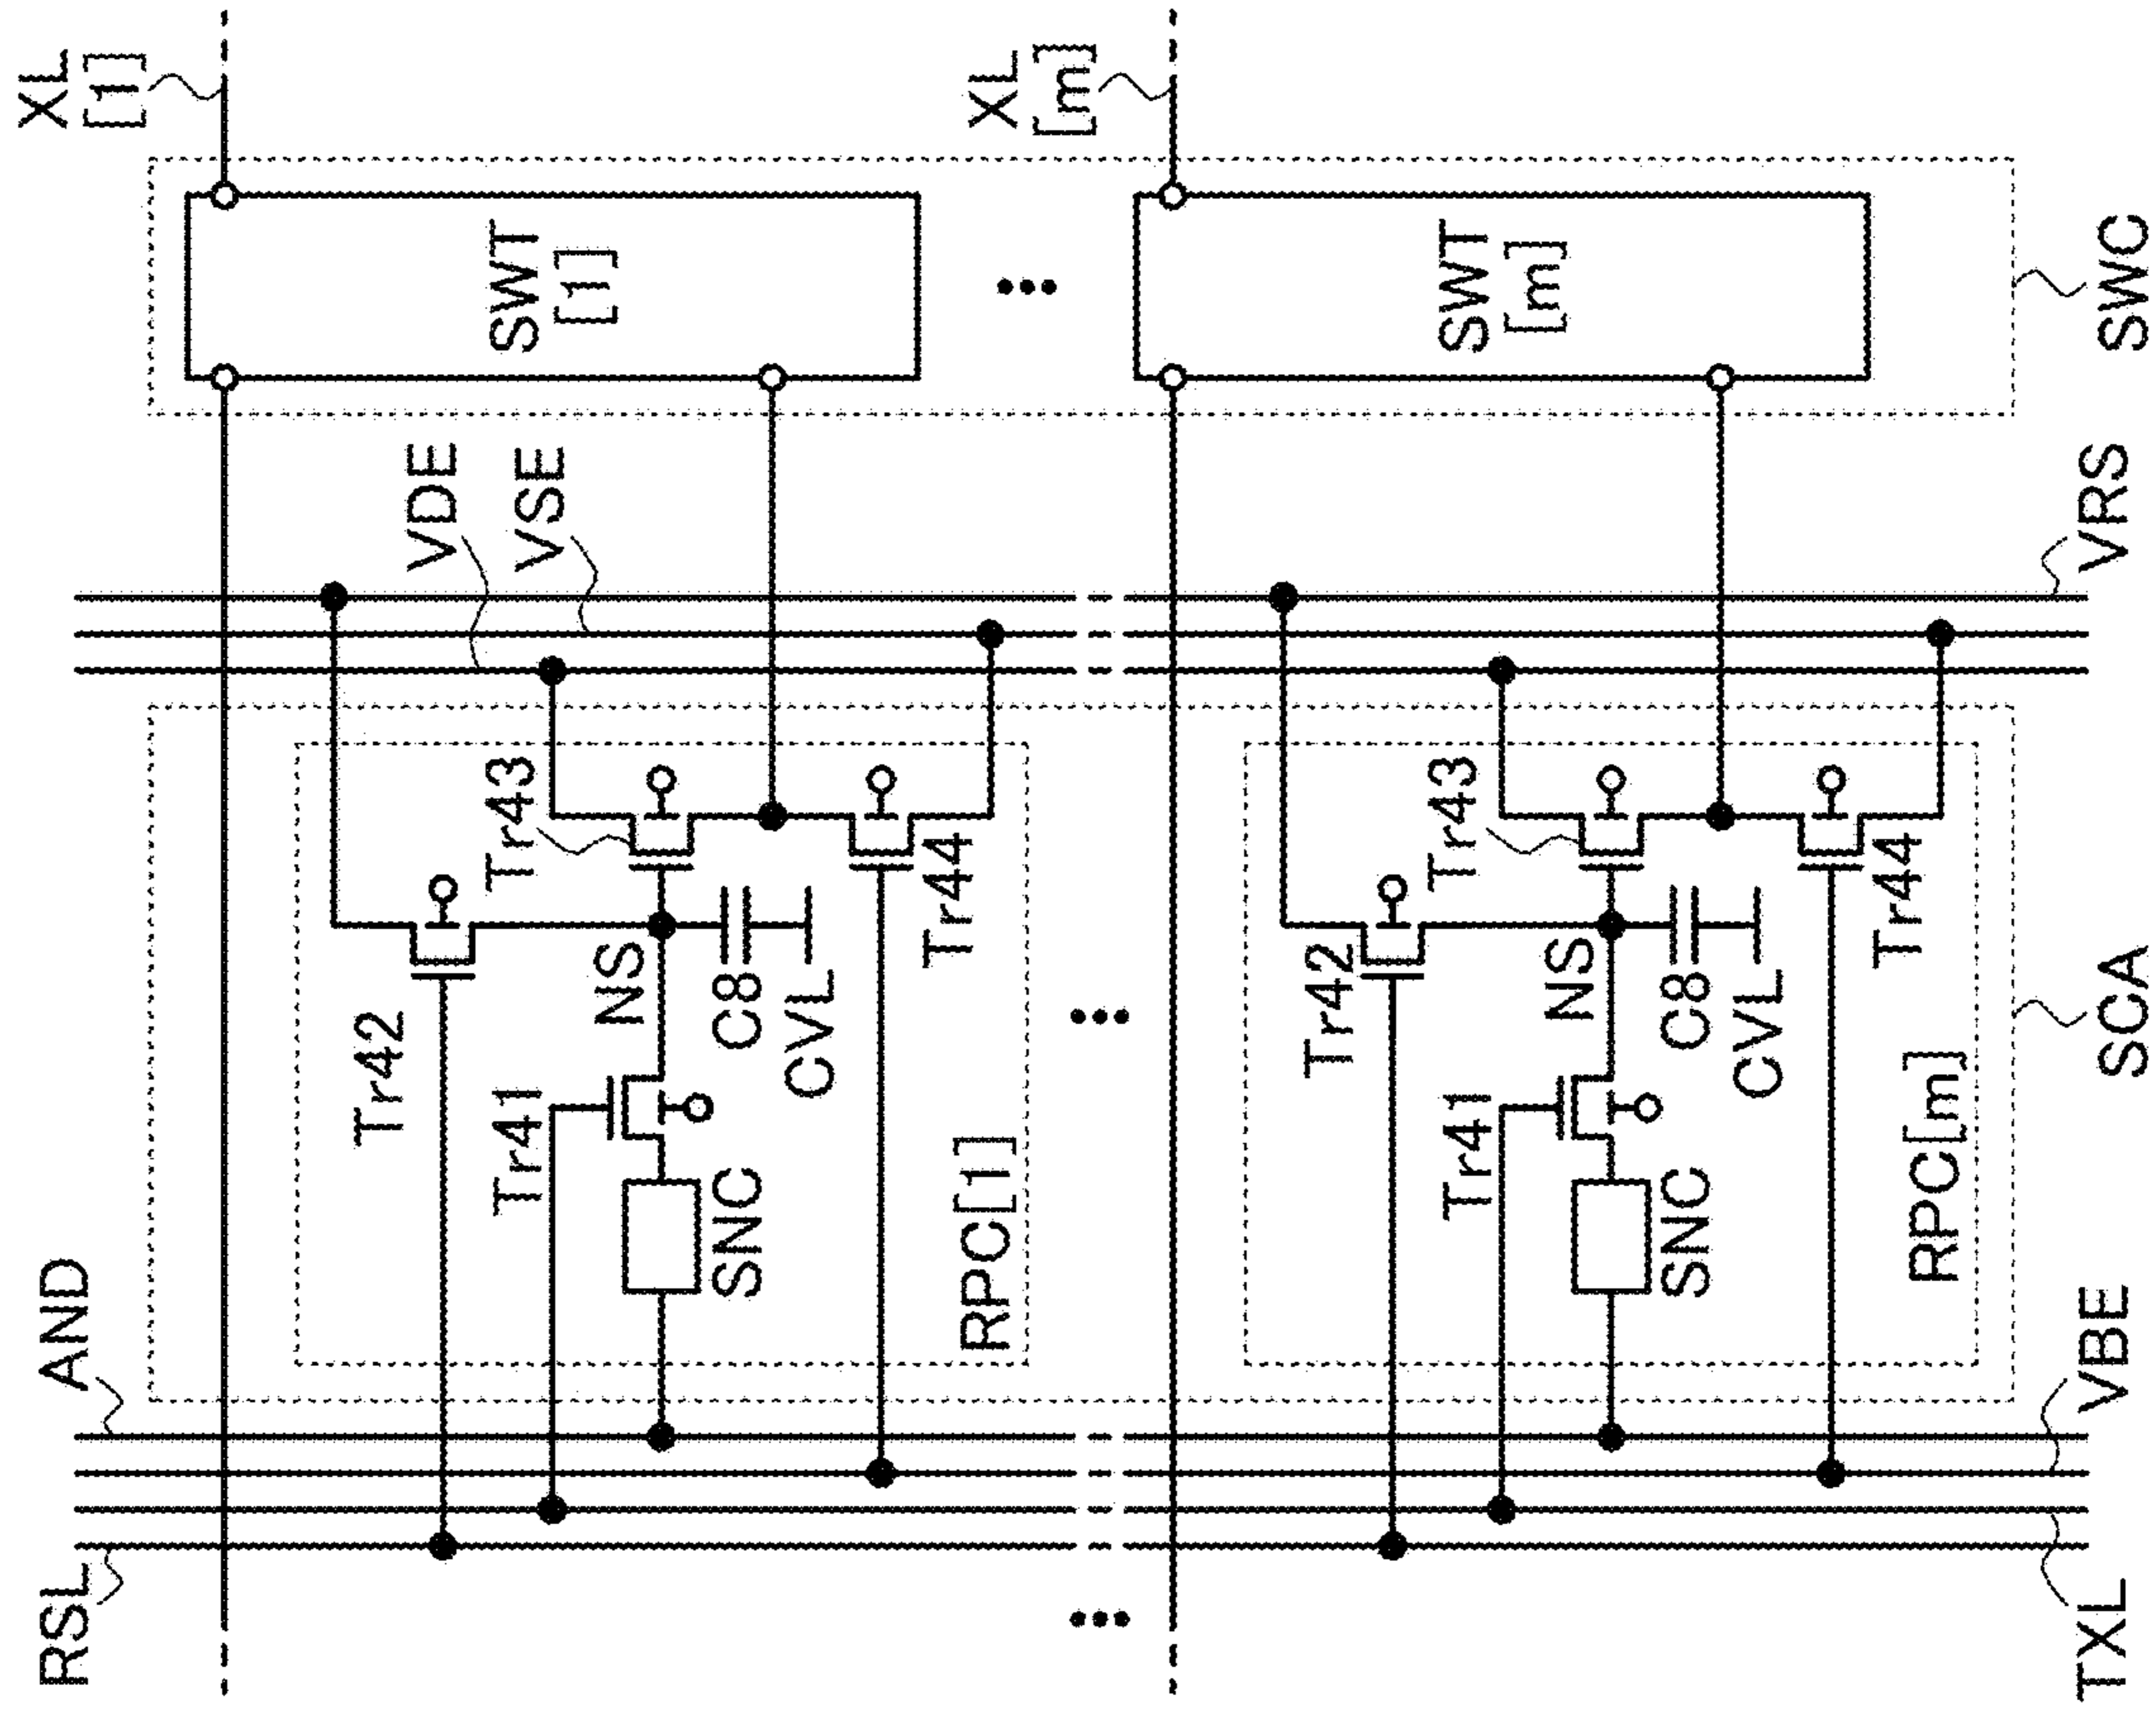 XL
[1]
XL
[m]
SWT
[1]
SWT
[m]
SWC
VDE
VSE
VRS
Tr43
Tr42
NS
C8
CVL
Tr44
Tr41
SNC
RPC[1]
Tr43
Tr42
NS
C8
CVL
Tr44
Tr41
SNC
RPC[m]
SCA
AND
VBE
RSL
TXL